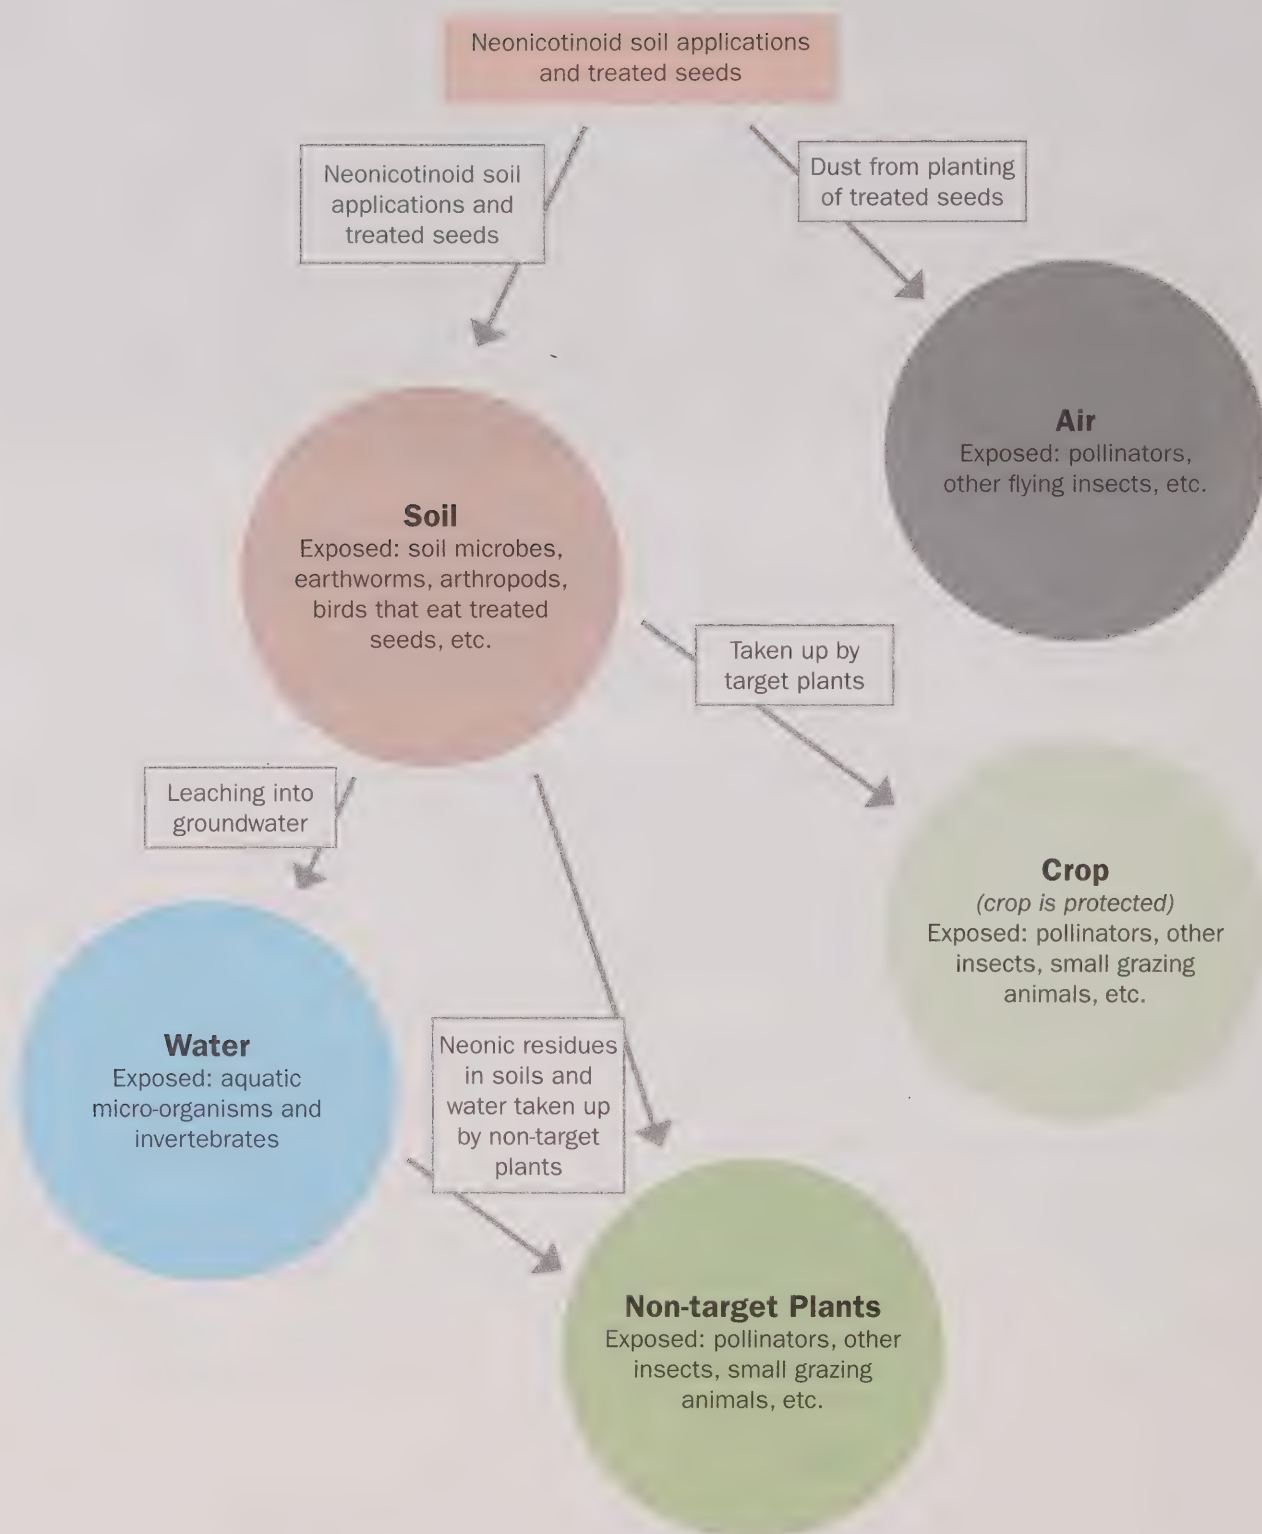 Neonicotinoid soil applications
and treated seeds
Neonicotinoid soil
applications and
treated seeds
Dust from planting
of treated seeds
Air
Exposed: pollinators,
other flying insects, etc.
Soil
Exposed: soil microbes,
earthworms, arthropods,
birds that eat treated
seeds, etc.
Taken up by
target plants
Leaching into
groundwater
Crop
(crop is protected)
Exposed: pollinators, other
insects, small grazing
animals, etc.
Water
Exposed: aquatic
micro-organisms and
invertebrates
Neonic residues
in soils and
water taken up
by non-target
plants
Non-target Plants
Exposed: pollinators, other
insects, small grazing
animals, etc.